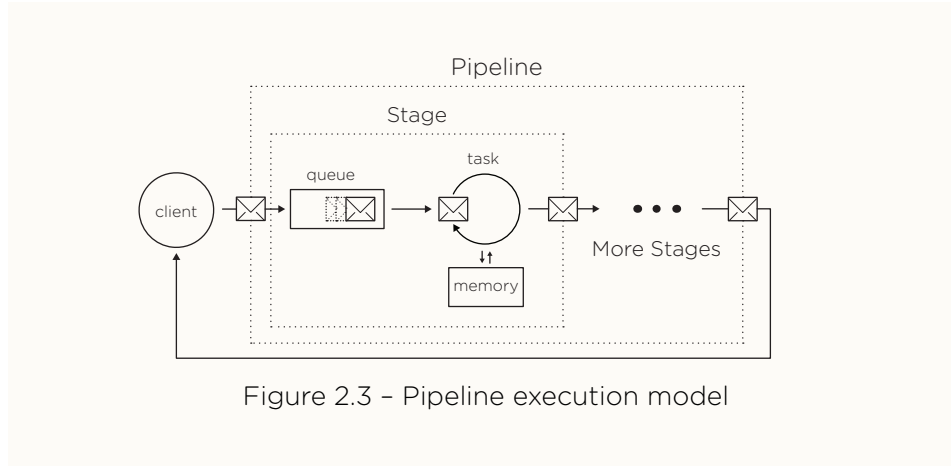 Pipeline
Stage
task
queue
client
More Stages
memory
Figure 2.3 – Pipeline execution model